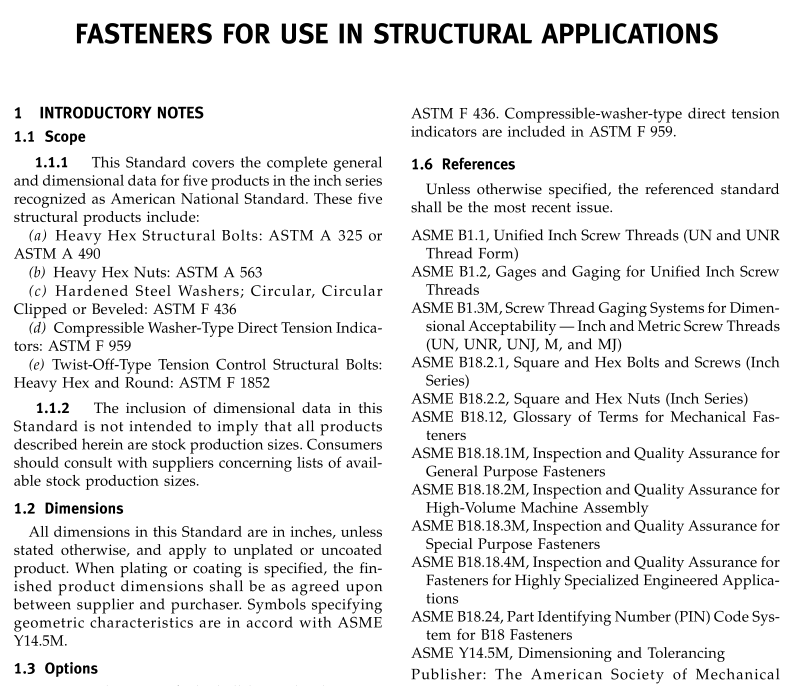 FASTENERS FOR USE IN STRUCTURAL APPLICATIONS
1 INTRODUCTORY NOTES
1.1 Scope
1.1.1 This Standard covers the complete general
and dimensional data for five products in the inch series
recognized as American National Standard. These five
structural products include:
(a) Heavy Hex Structural Bolts: ASTM A 325 or
ASTM A 490
(b) Heavy Hex Nuts: ASTM A 563
(c) Hardened Steel Washers; Circular, Circular
Clipped or Beveled: ASTM F 436
(d) Compressible Washer-Type Direct Tension Indica-
tors: ASTM F 959
(e) Twist-Off-Type Tension Control Structural Bolts:
Heavy Hex and Round: ASTM F 1852
1.1.2 The inclusion of dimensional data in this
Standard is not intended to imply that all products
described herein are stock production sizes. Consumers
should consult with suppliers concerning lists of avail-
able stock production sizes.
1.2 Dimensions
All dimensions in this Standard are in inches, unless
stated otherwise, and apply to unplated or uncoated
product. When plating or coating is specified, the fin-
ished product dimensions shall be as agreed upon
between supplier and purchaser. Symbols specifying
geometric characteristics are in accord with ASME
Y14.5M.
1.3 Options
ASTM F 436. Compressible-washer-type direct tension
indicators are included in ASTM F 959.
1.6 References
Unless otherwise specified, the referenced standard
shall be the most recent issue.
ASME B1.1, Unified Inch Screw Threads (UN and UNR
Thread Form)
ASME B1.2, Gages and Gaging for Unified Inch Screw
Threads
ASME B1.3M, Screw Thread Gaging Systems for Dimen-
sional Acceptability — Inch and Metric Screw Threads
(UN, UNR, UNJ, M, and MJ)
ASME B18.2.1, Square and Hex Bolts and Screws (Inch
Series)
ASME B18.2.2, Square and Hex Nuts (Inch Series)
ASME B18.12, Glossary of Terms for Mechanical Fas-
teners
ASME B18.18.1M, Inspection and Quality Assurance for
General Purpose Fasteners
ASME B18.18.2M, Inspection and Quality Assurance for
High-Volume Machine Assembly
ASME B18.18.3M, Inspection and Quality Assurance for
Special Purpose Fasteners
ASME B18.18.4M, Inspection and Quality Assurance for
Fasteners for Highly Specialized Engineered Applica-
tions
ASME B18.24, Part Identifying Number (PIN) Code Sys-
tem for B18 Fasteners
ASME Y14.5M, Dimensioning and Tolerancing
Publisher: The American Society of Mechanical